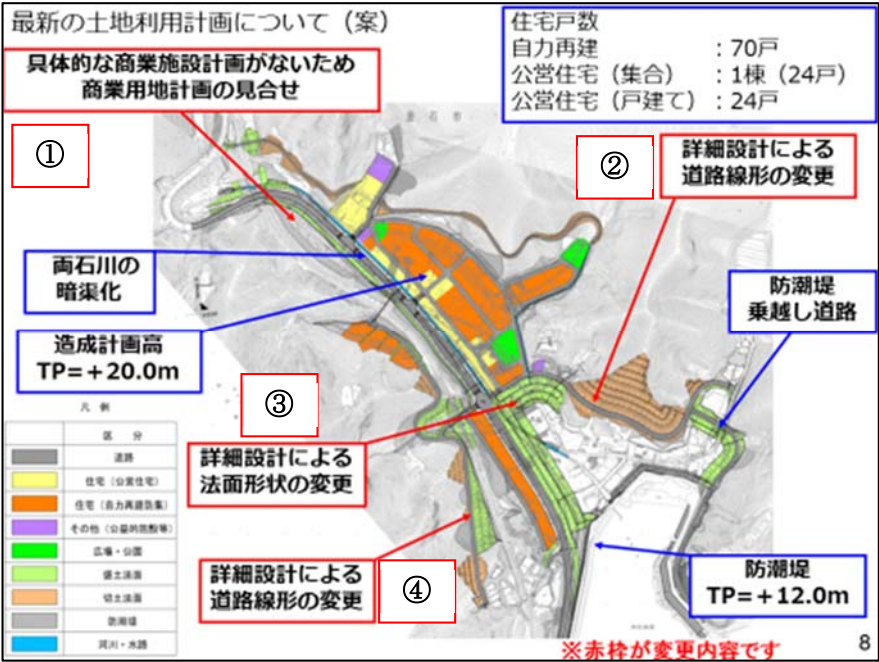 最新の土地利用計画について（案）
住宅戸数
自力再建　　　　　：70戸
公営住宅（集合）　：1棟（24戸）
公営住宅（戸建て）：24戸
具体的な商業施設計画がないため
商業用地計画の見合せ
①
②
詳細設計による
道路線形の変更
両石川の
暗渠化
防潮堤
乗越し道路
造成計画高
TP=＋20.0m
③
詳細設計による
法面形状の変更
詳細設計による
道路線形の変更
④
防潮堤
TP=＋12.0m
凡 例
区　分
道路
住宅（公営住宅）
住宅（自力再建防集）
その他（公益的施設等）
広場・公園
盛土法面
切土法面
防潮堤
河川・水路
※赤枠が変更内容です
8